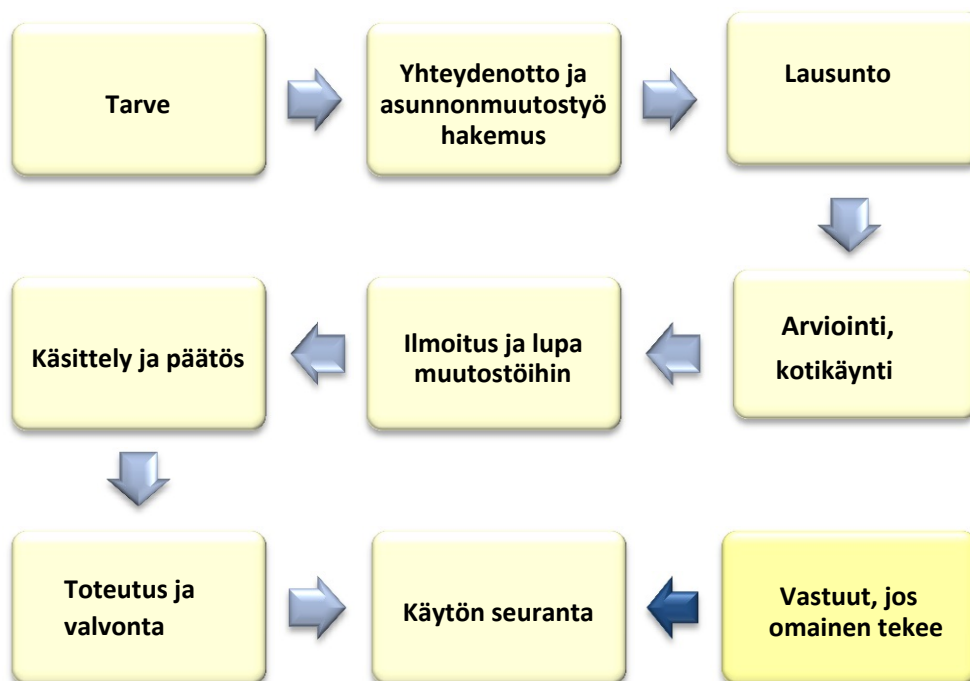 Tarve
Yhteydenotto ja
asunnonmuutostyö
hakemus
Lausunto
Arviointi,
kotikäynti
Ilmoitus ja lupa
muutostöihin
Käsittely ja päätös
Toteutus ja
valvonta
Käytön seuranta
Vastuut, jos
omainen tekee